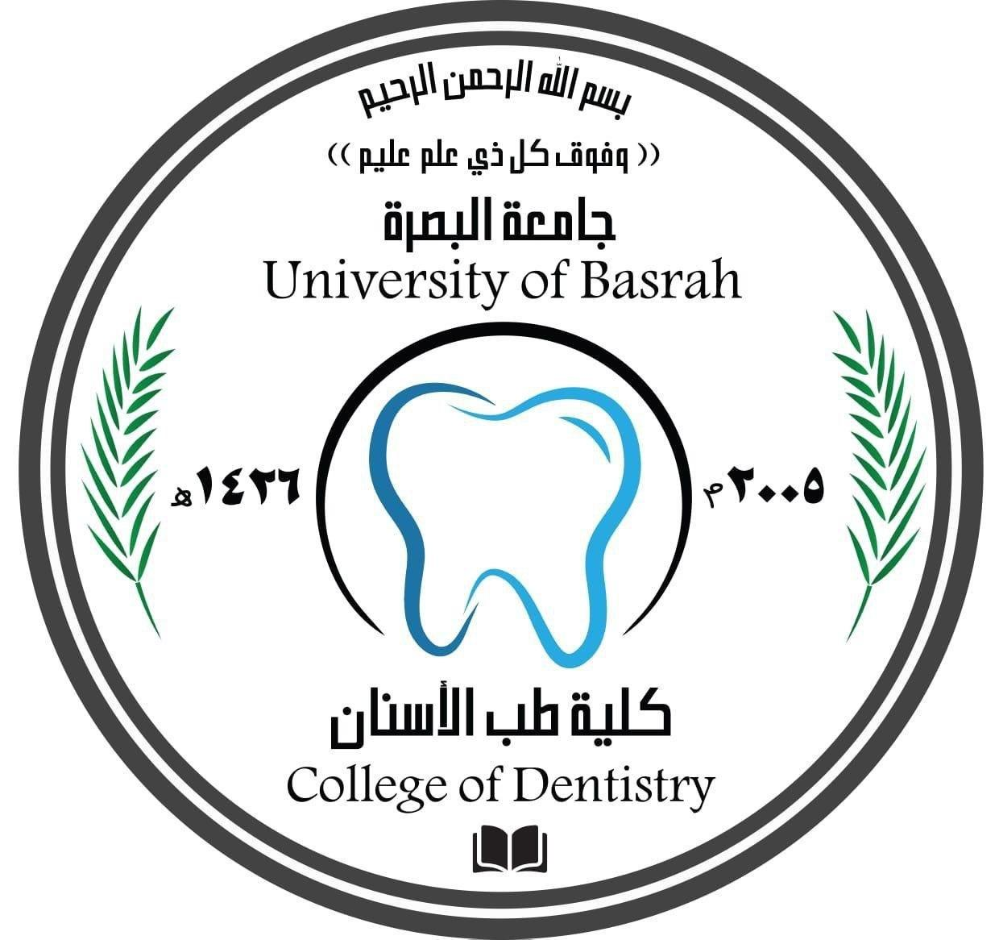 بسم الله الرحمن الرحيم
(( وفوق كل ذي علم عليم ))
جامعة البصرة
University of Basrah
٢٠٠٥م
١٤٢٦هـ
كلية طب الأسنان
College of Dentistry